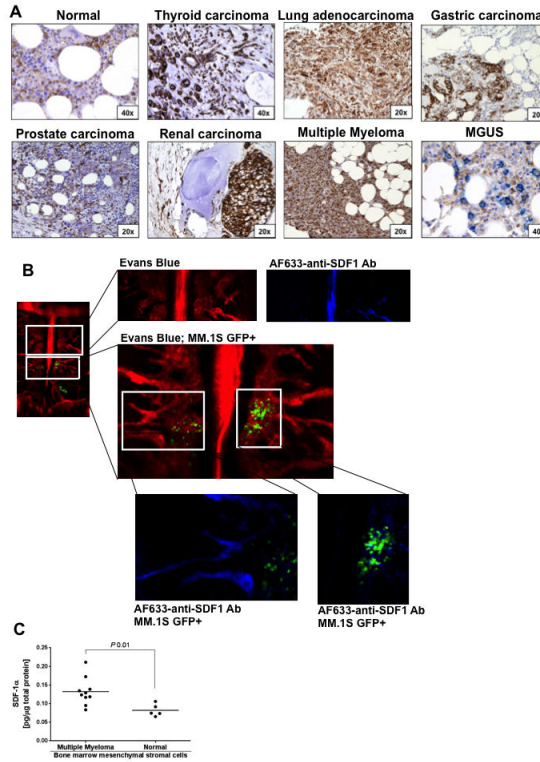 A
Normal
Thyroid carcinoma
Lung adenocarcinoma
Gastric carcinoma
40x
40x
20x
20x
Prostate carcinoma
Renal carcinoma
Multiple Myeloma
MGUS
20x
20x
20x
40
B
Evans Blue
AF633-anti-SDF1 Ab
Evans Blue; MM.1S GFP+
AF633-anti-SDF1 Ab
MM.1S GFP+
AF633-anti-SDF1 Ab
MM.1S GFP+
C
P 0.01
SDF-1α
[pg/μg total protein]
0.25
0.20
0.15
0.10
0.05
0.00
Multiple Myeloma
Normal
Bone marrow mesenchymal stromal cells